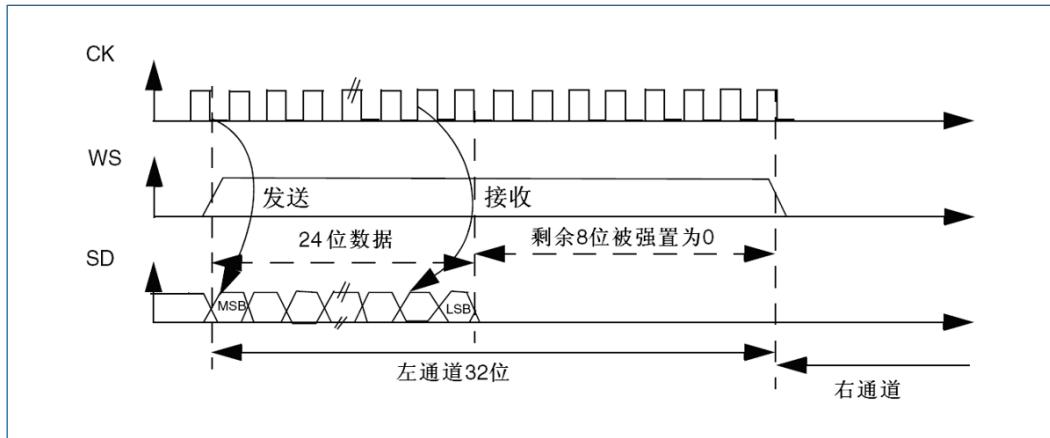 CK
WS
发送
接收
24位数据
剩余8位被强置为0
SD
MSB
LSB
左通道32位
右通道